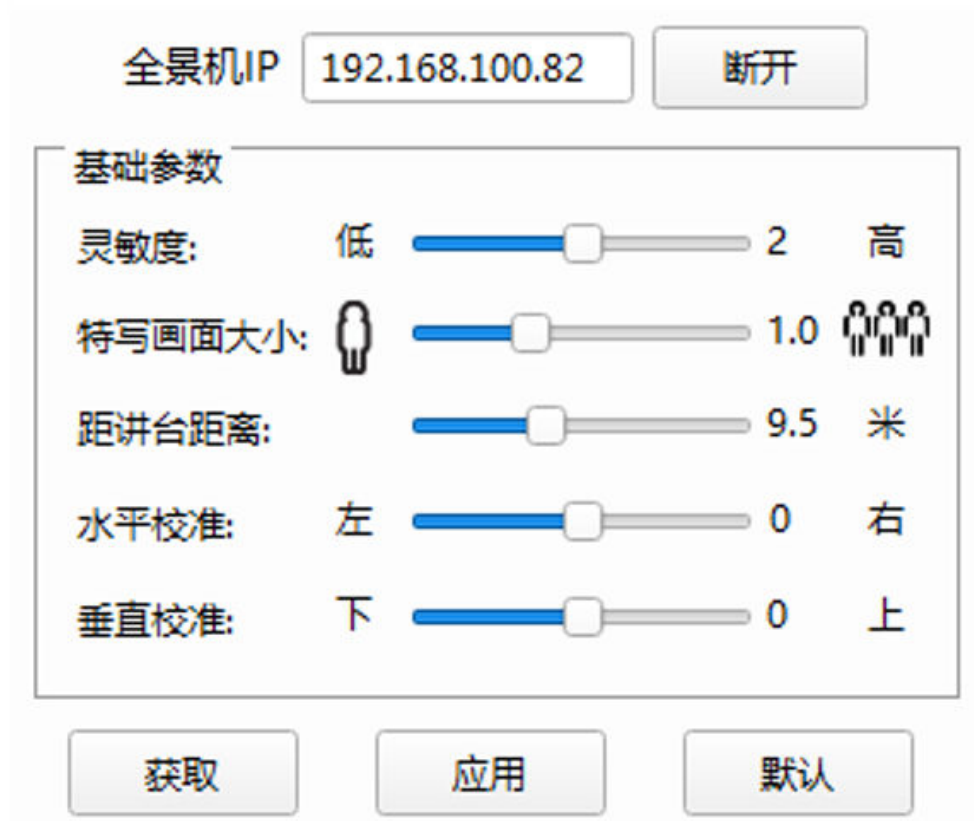 全景机IP 192.168.100.82 断开
基础参数
灵敏度: 低 2 高
特写画面大小: 1.0
距讲台距离: 9.5 米
水平校准: 左 0 右
垂直校准: 下 0 上
获取 应用 默认